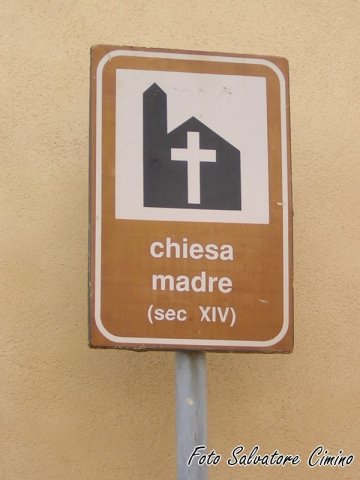 chiesa
madre
(sec XIV)
Foto Salvatore Cimino